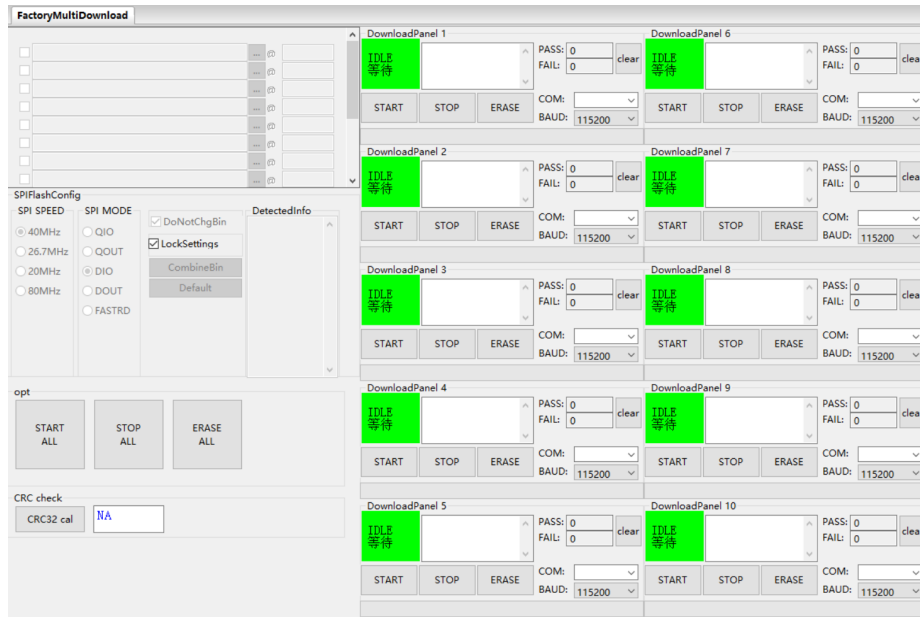 FactoryMultiDownload
... @
... @
... @
... @
... @
... @
... @
... @
SPIFlashConfig
SPI SPEED
40MHz
26.7MHz
20MHz
80MHz
SPI MODE
QIO
QOUT
DIO
DOUT
FASTRD
DoNotChgBin
LockSettings
CombineBin
Default
DetectedInfo
opt
START ALL
STOP ALL
ERASE ALL
CRC check
CRC32 cal
NA
DownloadPanel 1
IDLE
等待
PASS: 0
FAIL: 0
clear
START STOP ERASE
COM:
BAUD: 115200
DownloadPanel 2
IDLE
等待
PASS: 0
FAIL: 0
clear
START STOP ERASE
COM:
BAUD: 115200
DownloadPanel 3
IDLE
等待
PASS: 0
FAIL: 0
clear
START STOP ERASE
COM:
BAUD: 115200
DownloadPanel 4
IDLE
等待
PASS: 0
FAIL: 0
clear
START STOP ERASE
COM:
BAUD: 115200
DownloadPanel 5
IDLE
等待
PASS: 0
FAIL: 0
clear
START STOP ERASE
COM:
BAUD: 115200
DownloadPanel 6
IDLE
等待
PASS: 0
FAIL: 0
clea
START STOP ERASE
COM:
BAUD: 115200
DownloadPanel 7
IDLE
等待
PASS: 0
FAIL: 0
clea
START STOP ERASE
COM:
BAUD: 115200
DownloadPanel 8
IDLE
等待
PASS: 0
FAIL: 0
clea
START STOP ERASE
COM:
BAUD: 115200
DownloadPanel 9
IDLE
等待
PASS: 0
FAIL: 0
clea
START STOP ERASE
COM:
BAUD: 115200
DownloadPanel 10
IDLE
等待
PASS: 0
FAIL: 0
clea
START STOP ERASE
COM:
BAUD: 115200